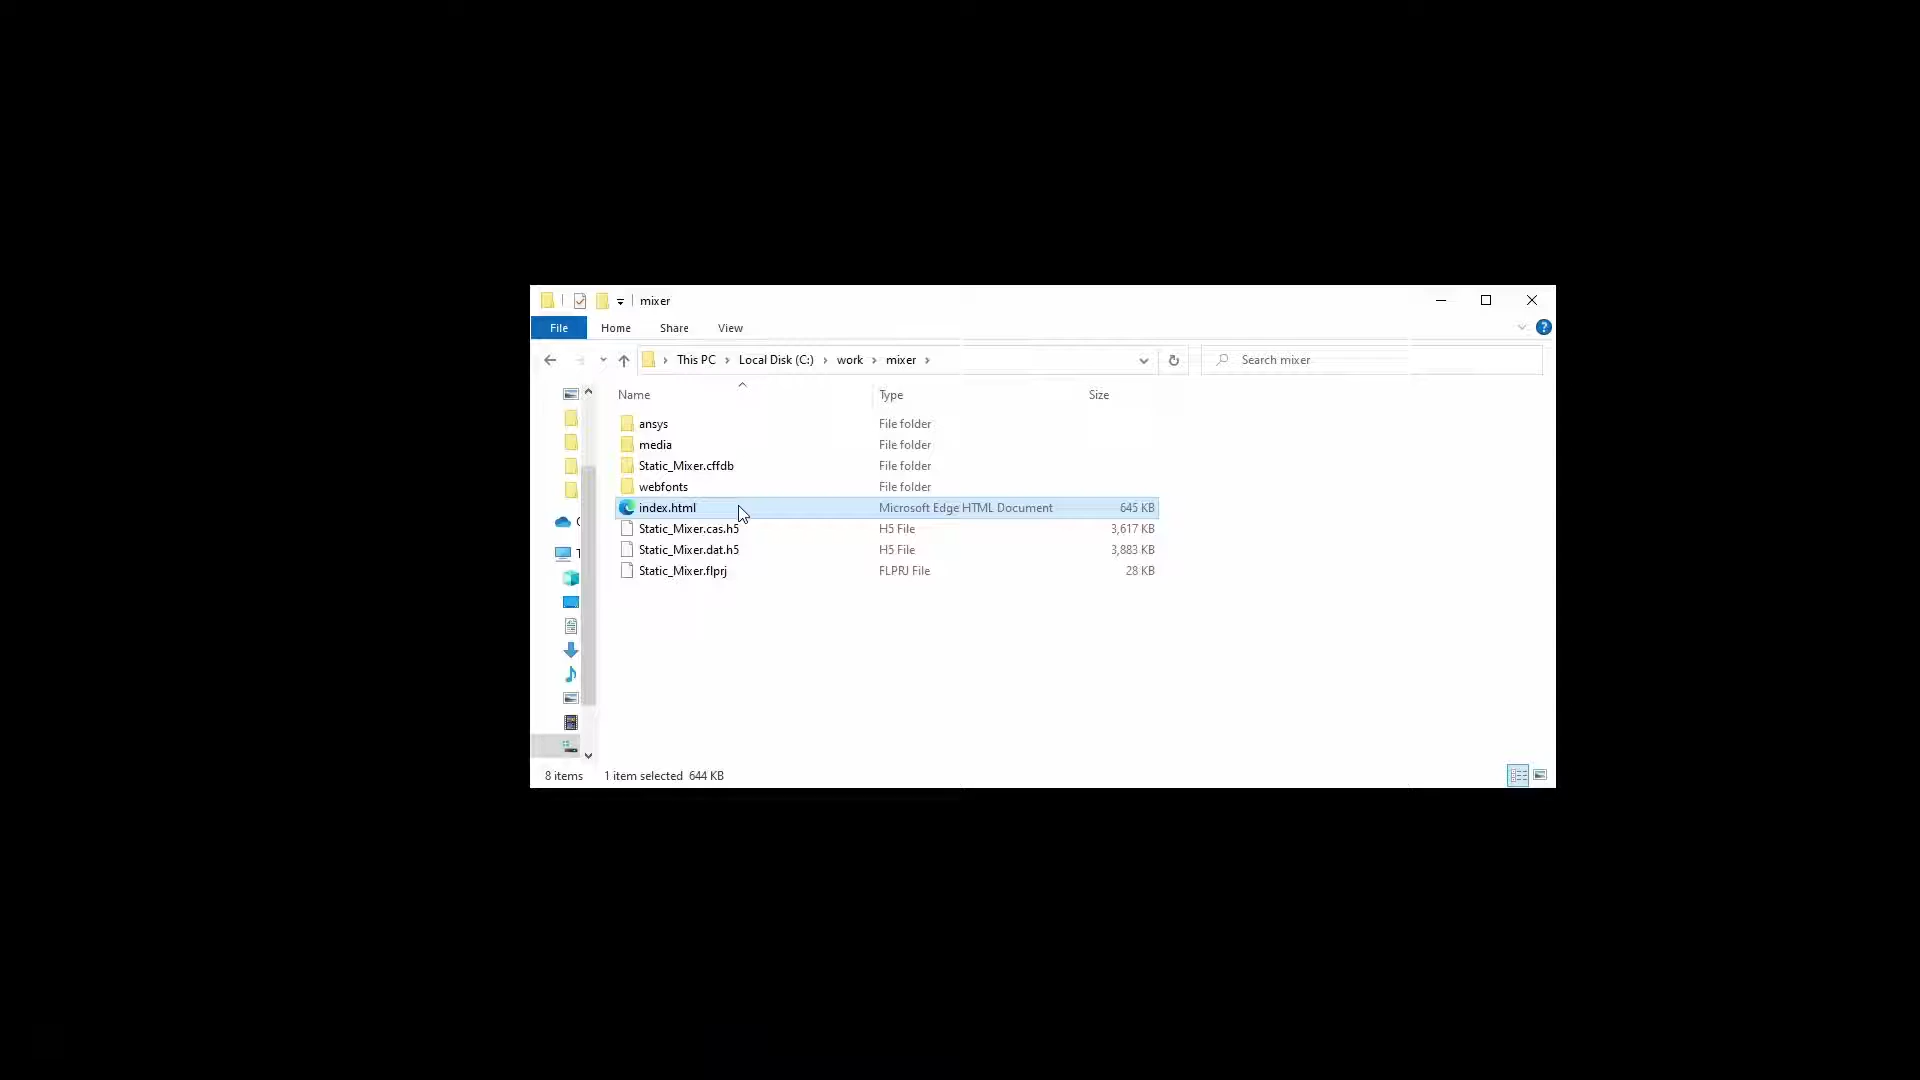 mixer
File Home Share View
This PC Local Disk (C:) work mixer Search mixer
Name Type Size
ansys File folder
media File folder
Static_Mixer.cffdb File folder
webfonts File folder
index.html Microsoft Edge HTML Document 645 KB
Static_Mixer.cas.h5 H5 File 3,617 KB
Static_Mixer.dat.h5 H5 File 3,883 KB
Static_Mixer.flprj FLPRJ File 28 KB
8 items 1 item selected 644 KB